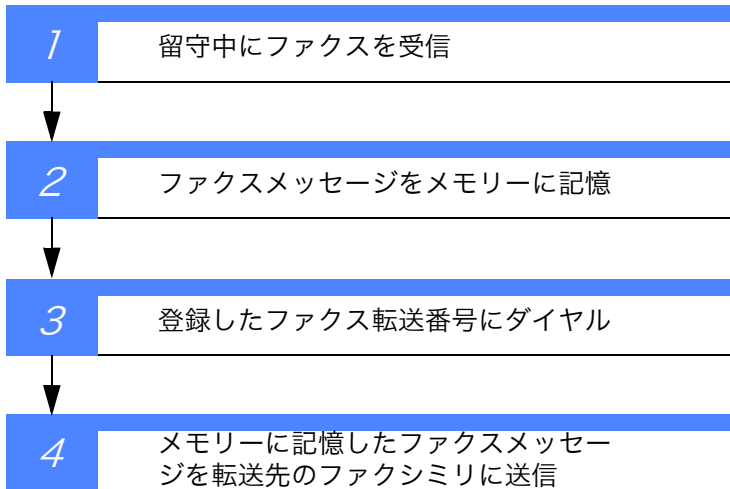 1
留守中にファクスを受信
2
ファクスメッセージをメモリーに記憶
3
登録したファクス転送番号にダイヤル
4
メモリーに記憶したファクスメッセー
ジを転送先のファクシミリに送信